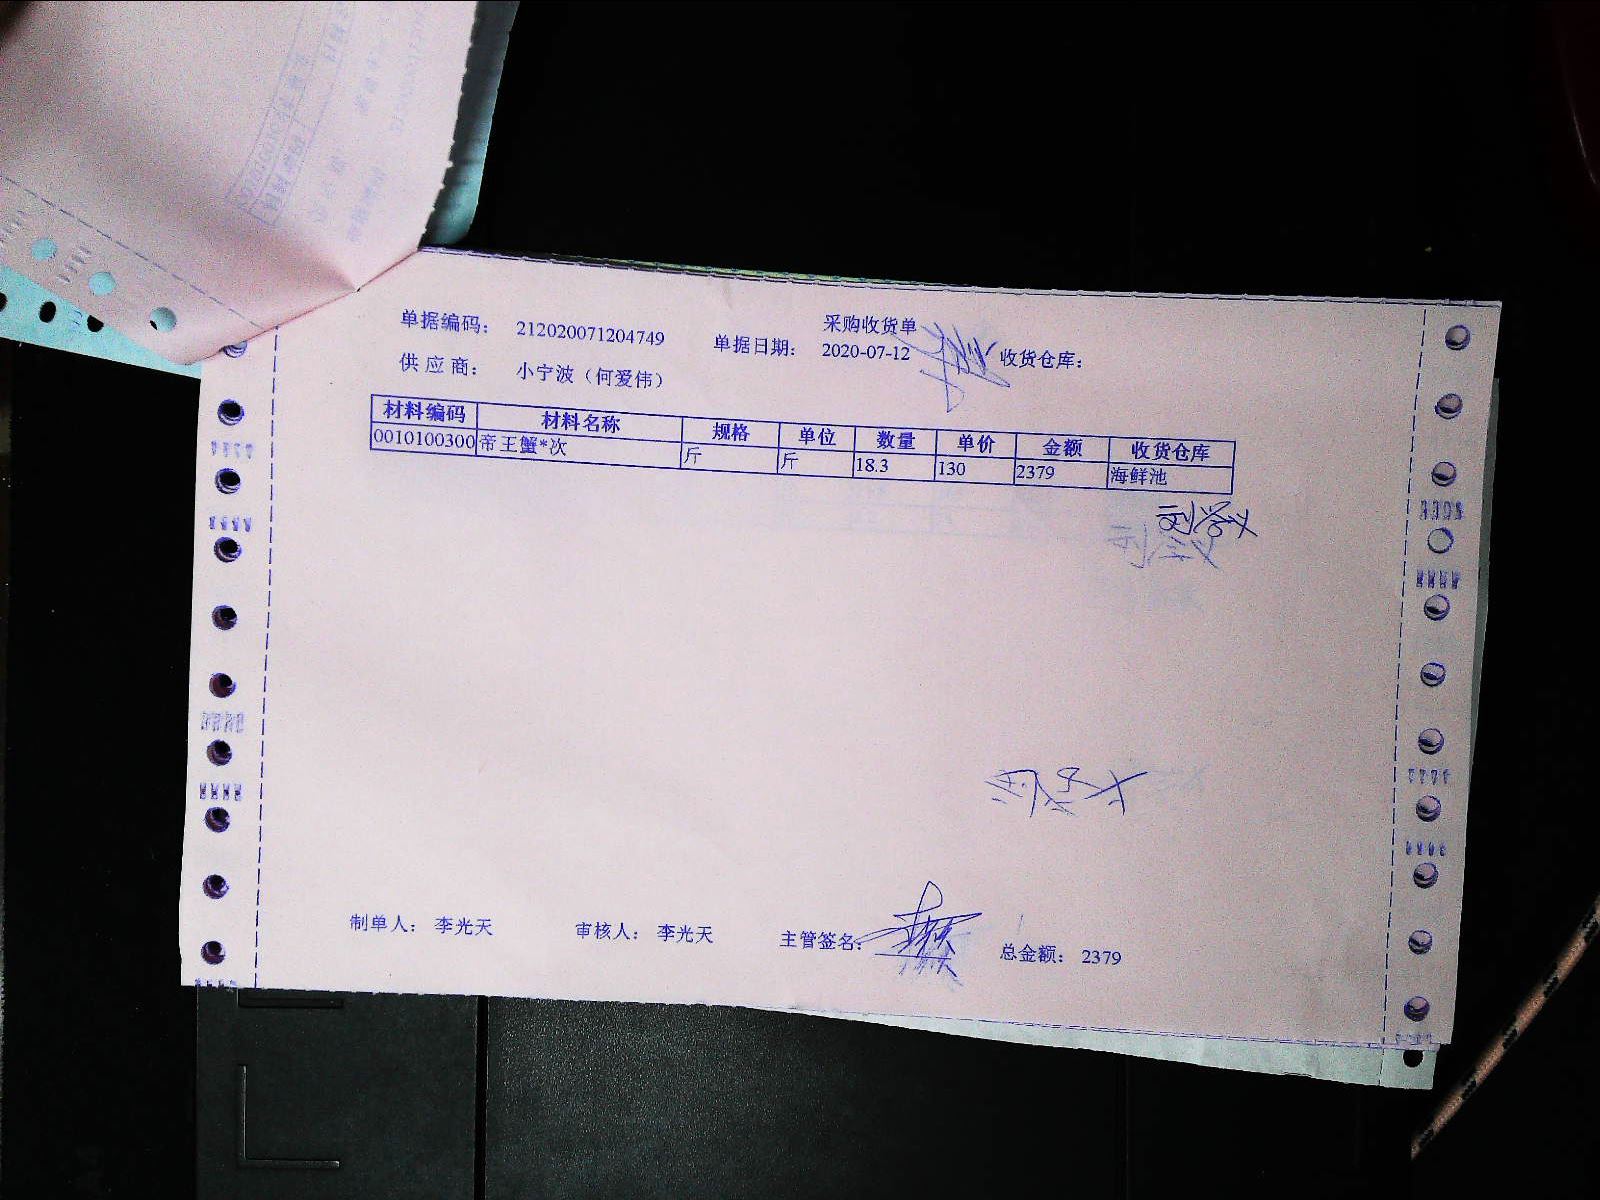 采购收货单
单据编码： 212020071204749 单据日期： 2020-07-12 收货仓库：
供 应 商： 小宁波（何爱伟）
材料编码 材料名称 规格 单位 数量 单价 金额 收货仓库
0010100300 帝王蟹*次 斤 斤 18.3 130 2379 海鲜池
制单人： 李光天 审核人： 李光天 主管签名： 总金额： 2379